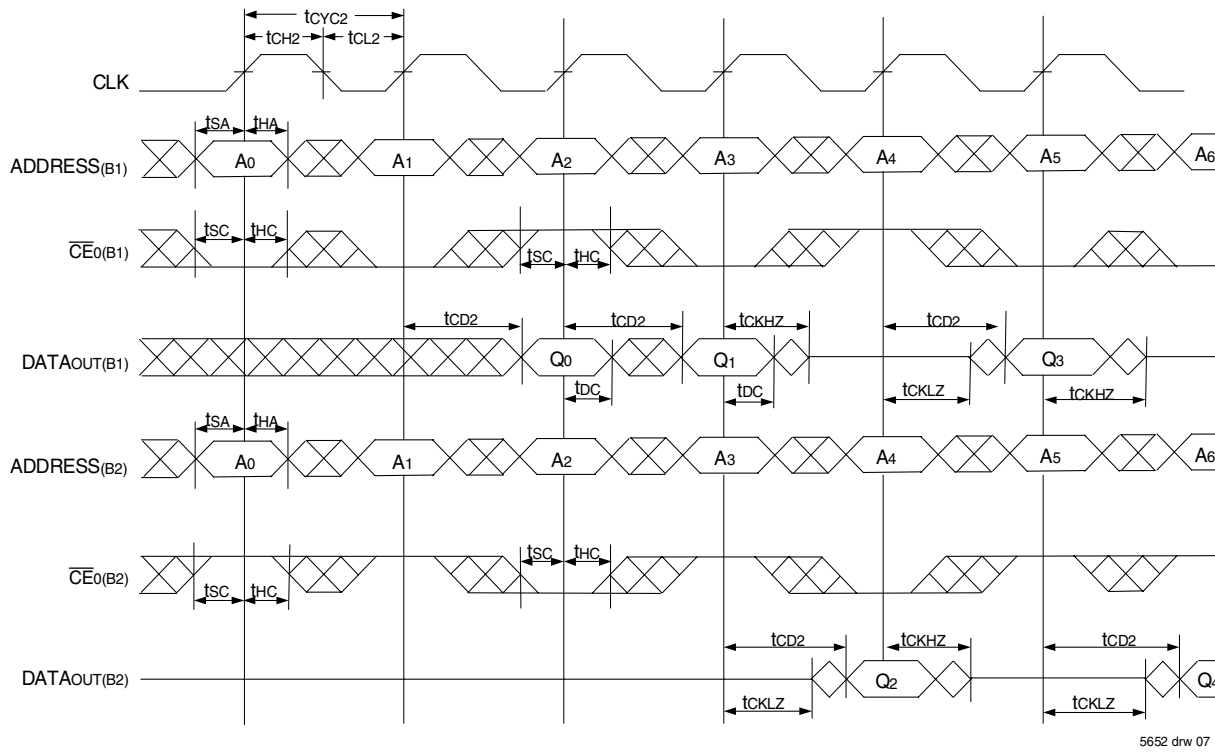 tCYC2
tCH2 tCL2
CLK
tSA tHA
ADDRESS(B1) A0 A1 A2 A3 A4 A5 A6
tSC tHC
CE0(B1)
tSC tHC
tCD2 tCD2 tCKHZ tCD2
DATAOUT(B1) Q0 Q1 Q3
tDC tDC tCKLZ tCKHZ
tSA tHA
ADDRESS(B2) A0 A1 A2 A3 A4 A5 A6
tSC tHC
CE0(B2)
tSC tHC
tCD2 tCKHZ tCD2
DATAOUT(B2) Q2 Q4
tCKLZ tCKLZ
5652 drw 07